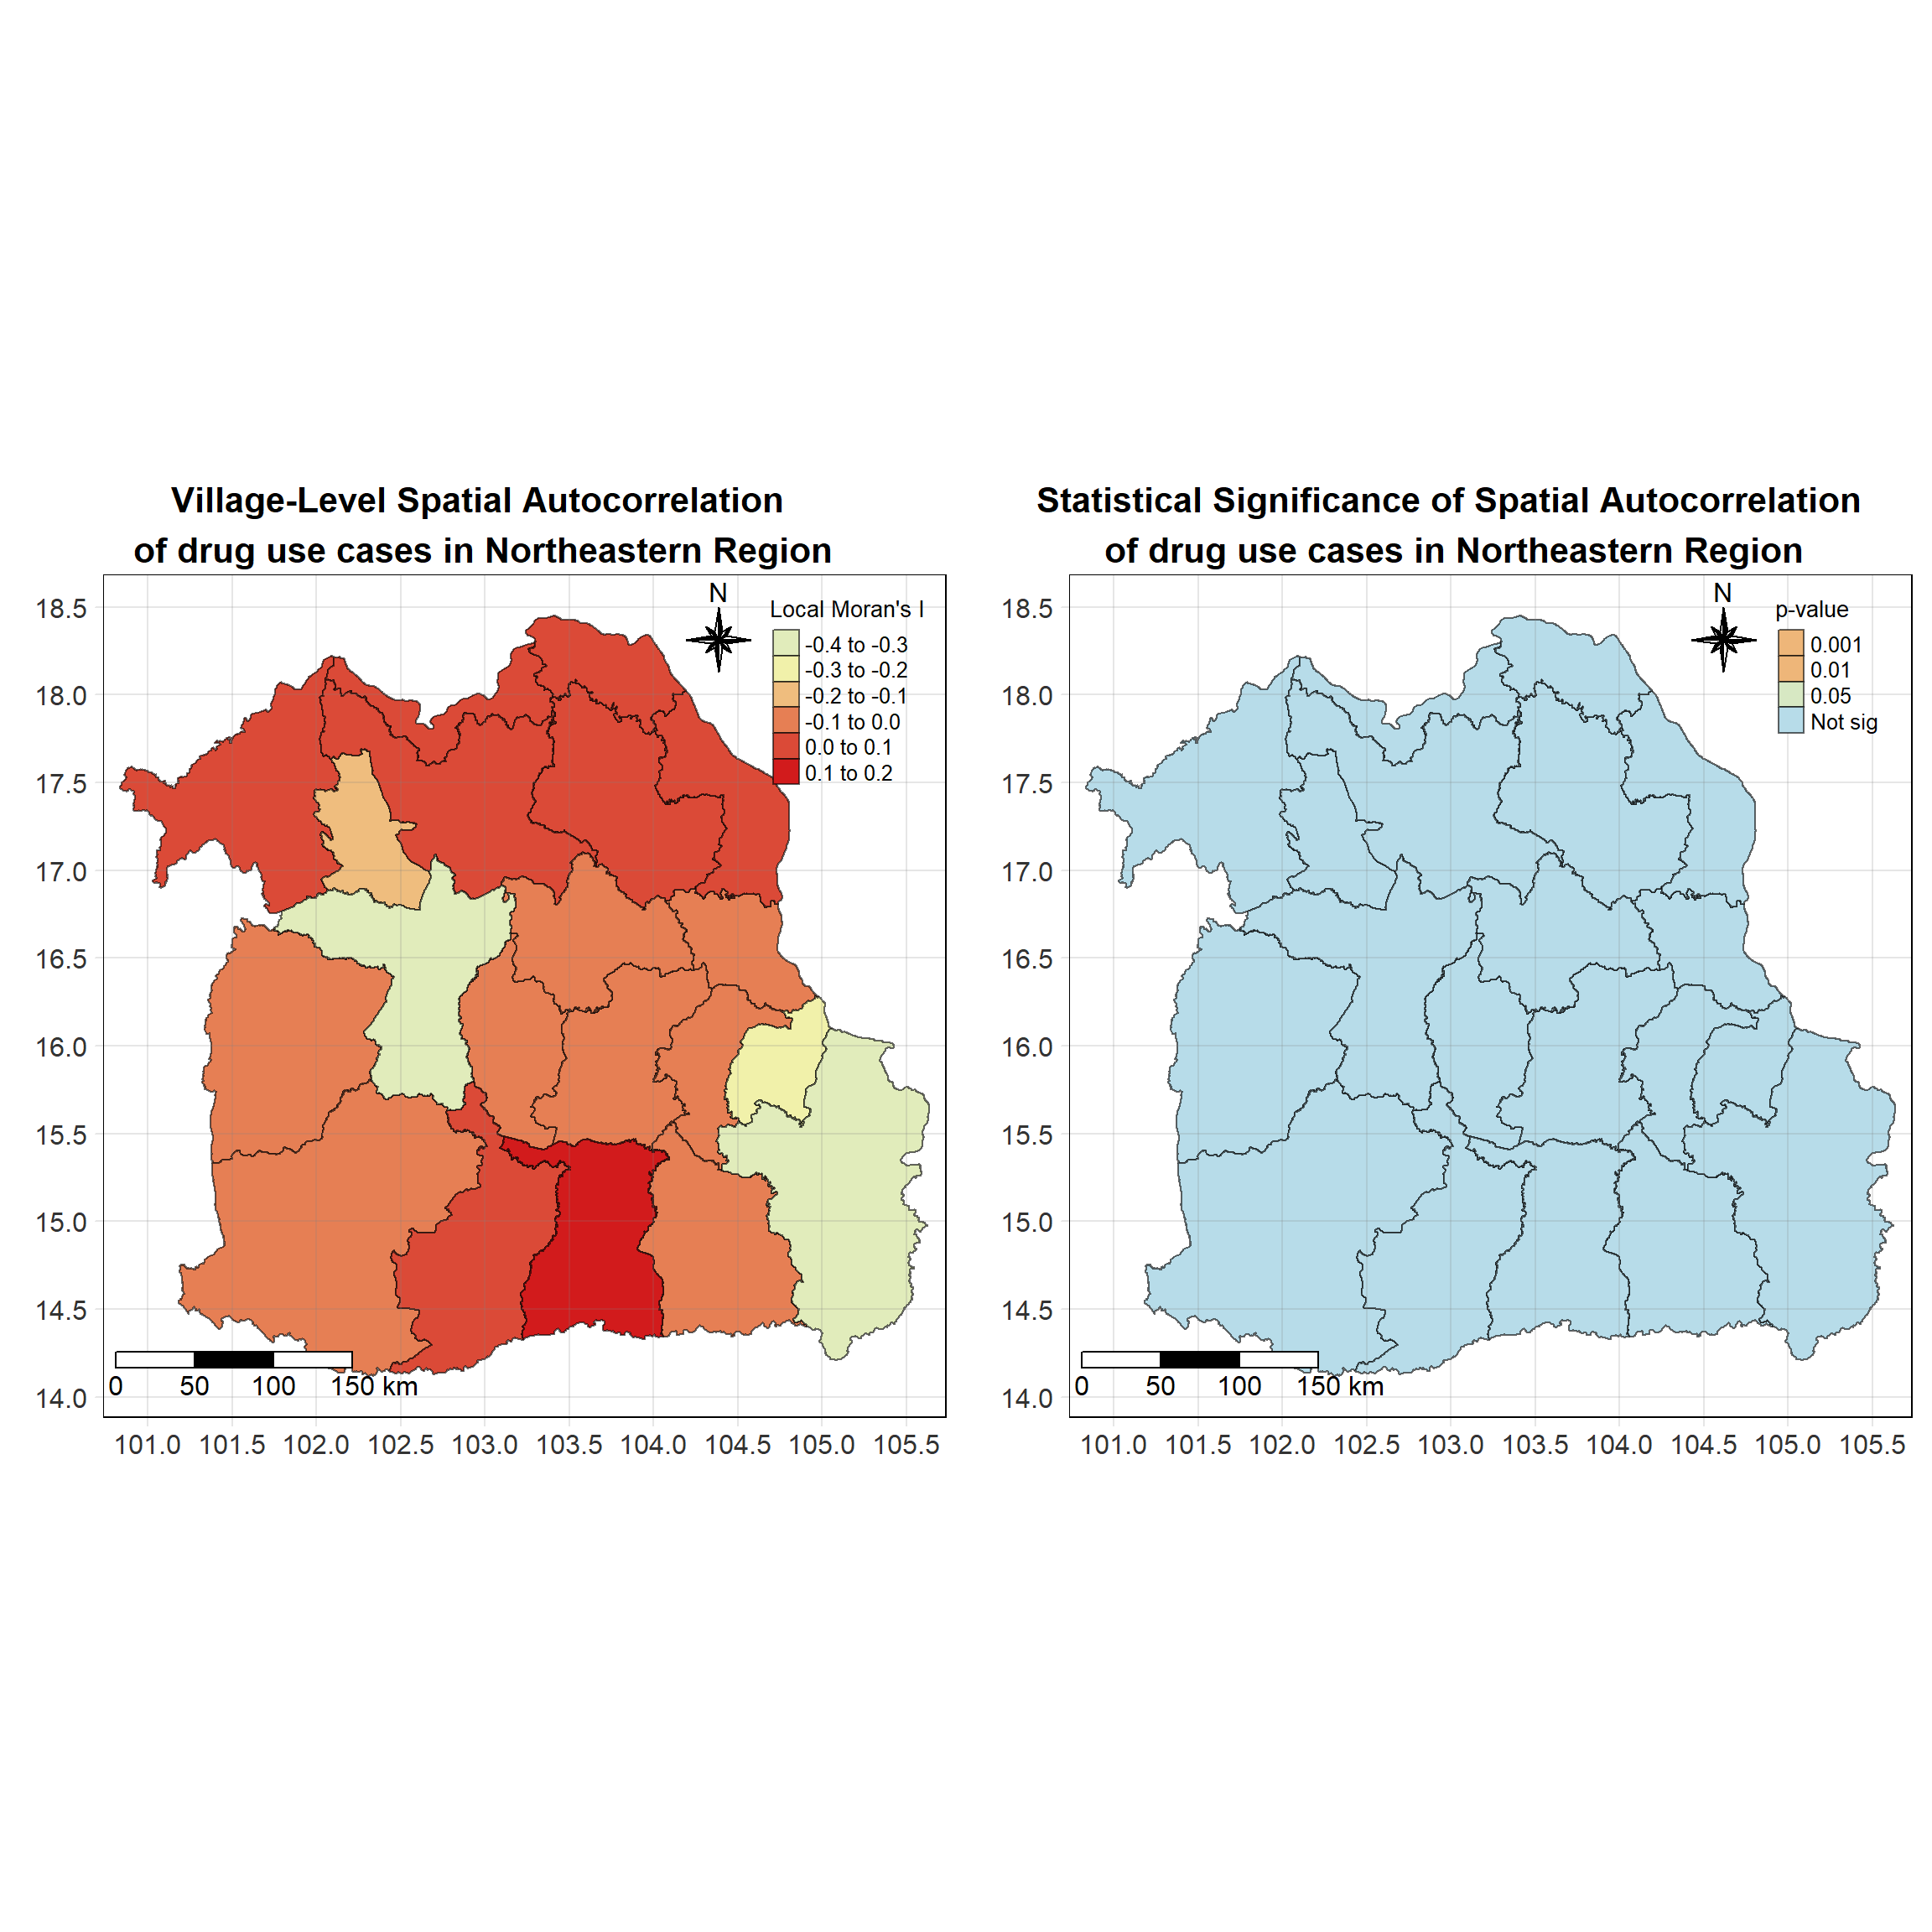 Village-Level Spatial Autocorrelation
of drug use cases in Northeastern Region
N
Local Moran's I
-0.4 to -0.3
-0.3 to -0.2
-0.2 to -0.1
-0.1 to 0.0
0.0 to 0.1
0.1 to 0.2
18.5
18.0
17.5
17.0
16.5
16.0
15.5
15.0
14.5
14.0
0 50 100 150 km
101.0 101.5 102.0 102.5 103.0 103.5 104.0 104.5 105.0 105.5
Statistical Significance of Spatial Autocorrelation
of drug use cases in Northeastern Region
N
p-value
0.001
0.01
0.05
Not sig
18.5
18.0
17.5
17.0
16.5
16.0
15.5
15.0
14.5
14.0
0 50 100 150 km
101.0 101.5 102.0 102.5 103.0 103.5 104.0 104.5 105.0 105.5